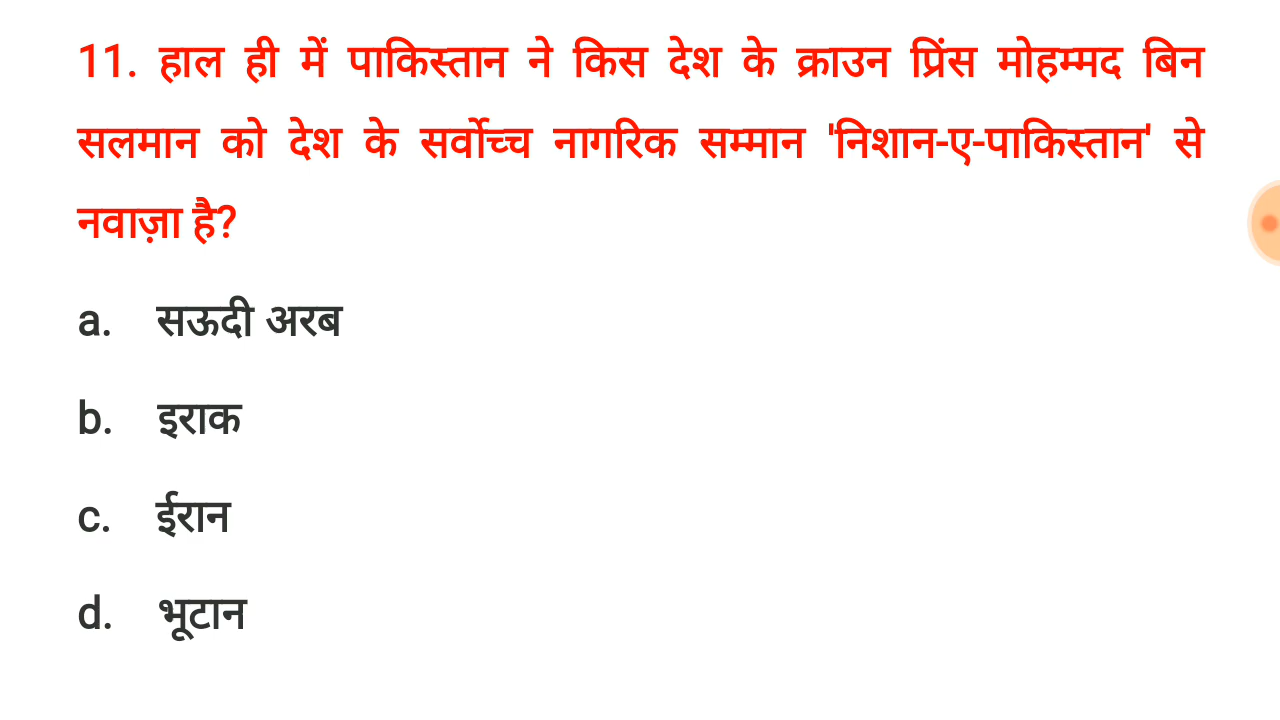 11. हाल ही में पाकिस्तान ने किस देश के क्राउन प्रिंस मोहम्मद बिन
सलमान को देश के सर्वोच्च नागरिक सम्मान 'निशान-ए-पाकिस्तान' से
नवाज़ा है?
a. सऊदी अरब
b. इराक
c. ईरान
d. भूटान